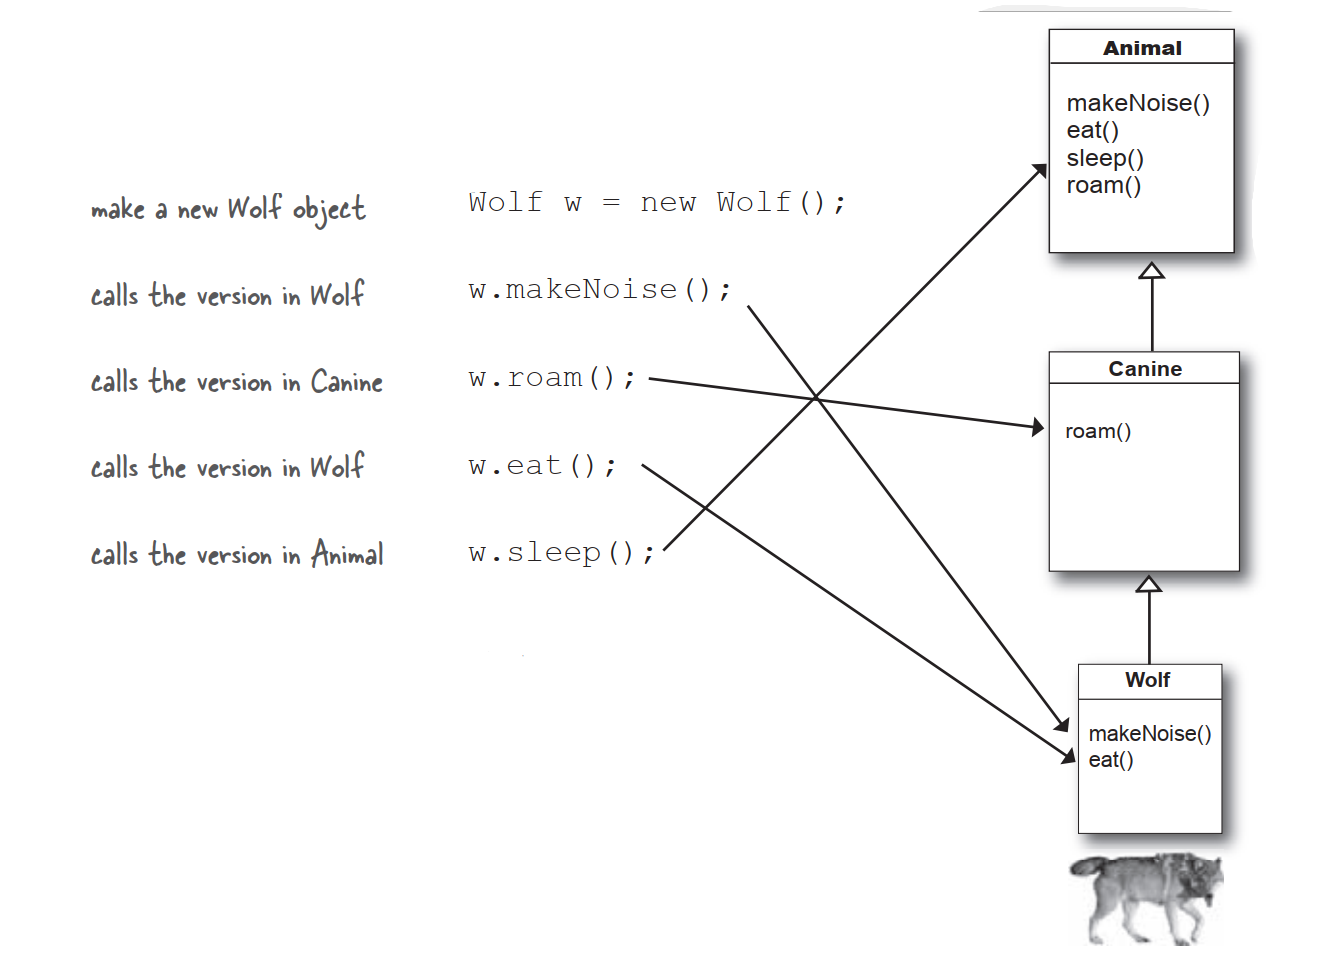 Animal
makeNoise()
eat()
sleep()
roam()
make a new Wolf object
Wolf w = new Wolf();
calls the version in Wolf
w.makeNoise();
calls the version in Canine
w.roam();
calls the version in Wolf
w.eat();
calls the version in Animal
w.sleep();
Canine
roam()
Wolf
makeNoise()
eat()